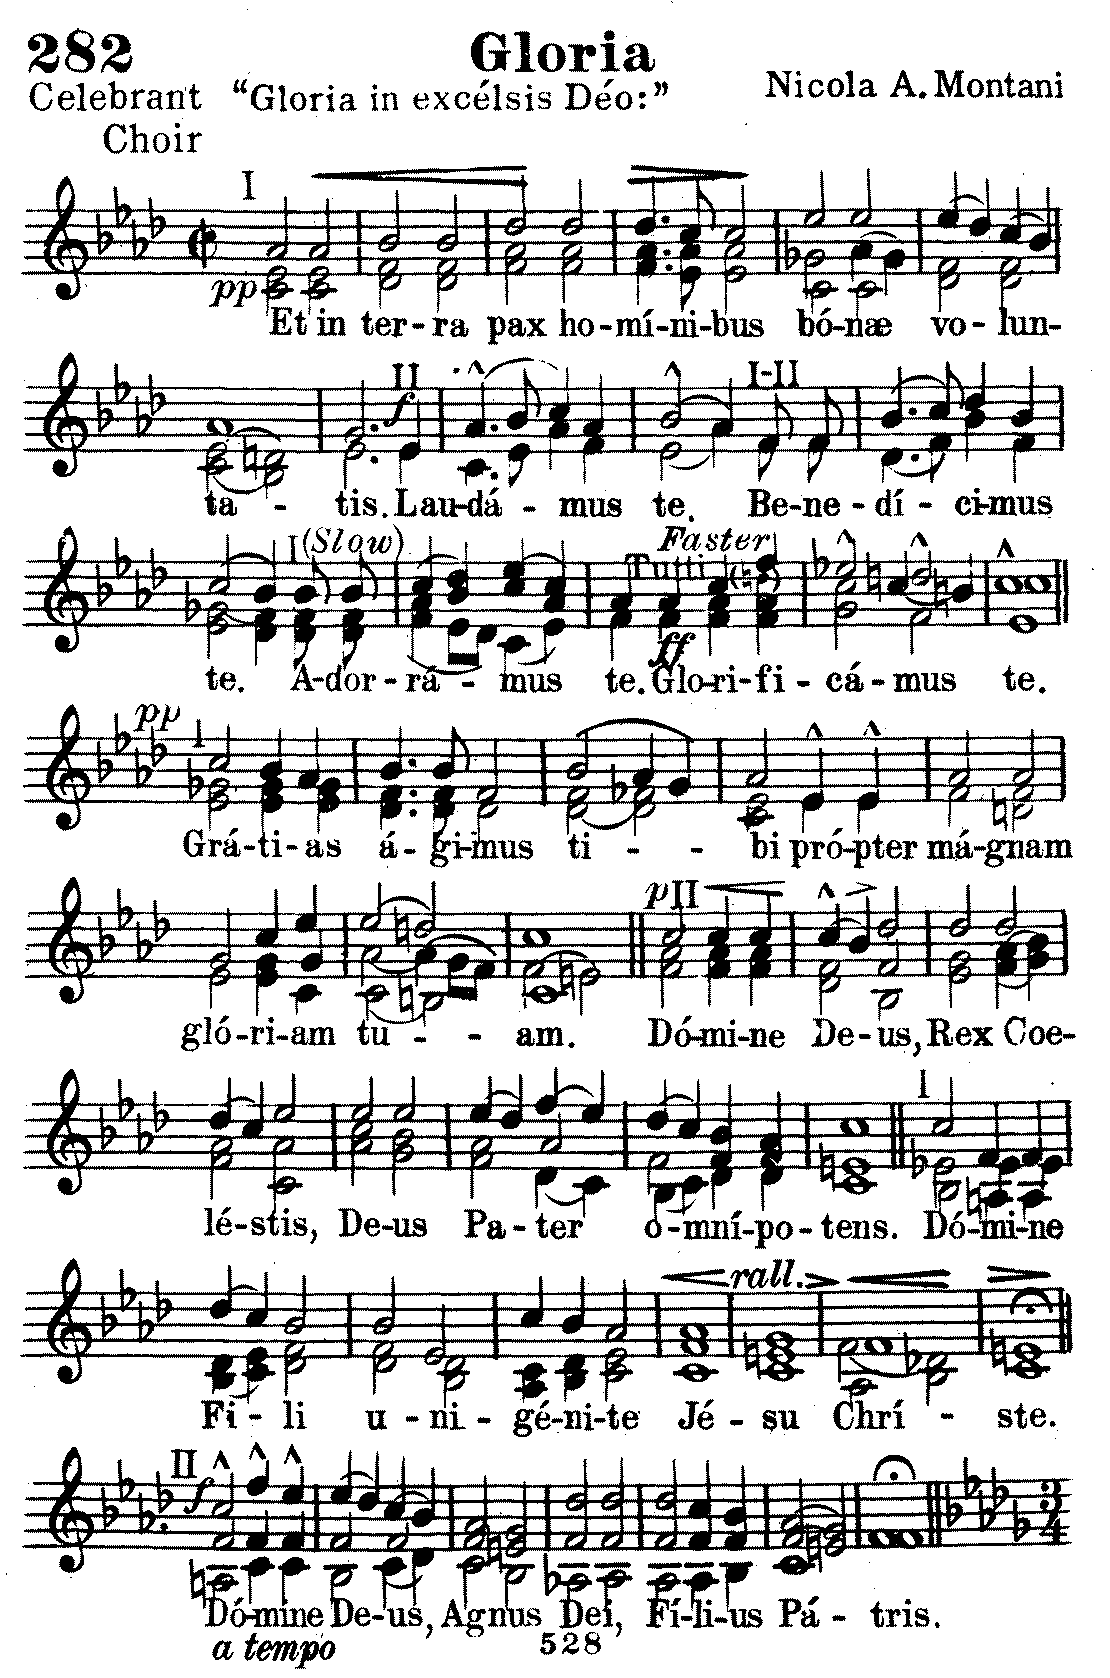 282 Gloria
Celebrant “Gloria in excélsis Déo:” Nicola A. Montani
Choir
I
pp
Et in ter-ra pax ho-mí-ni-bus bó-næ vo-lun-
II f I-II
ta - tis. Lau-dá - mus te. Be-ne-dí - ci-mus
I (Slow) Faster
Tutti
ff
te. A-dor-rá - mus te. Glo-ri-fi-cá-mus te.
pp I
Grá-ti-as á-gi-mus ti - - bi pró-pter má-gnam
p II
gló-ri-am tu - - am. Dó-mi-ne De-us, Rex Coe-
I
lé-stis, De-us Pa-ter o-mní-po-tens. Dó-mi-ne
rall.
Fi - li u - ni - gé-ni-te Jé - su Chrí - ste.
II f 3/4
Dó-mine De-us, Agnus Dei, Fí-li-us Pá - tris.
a tempo 528